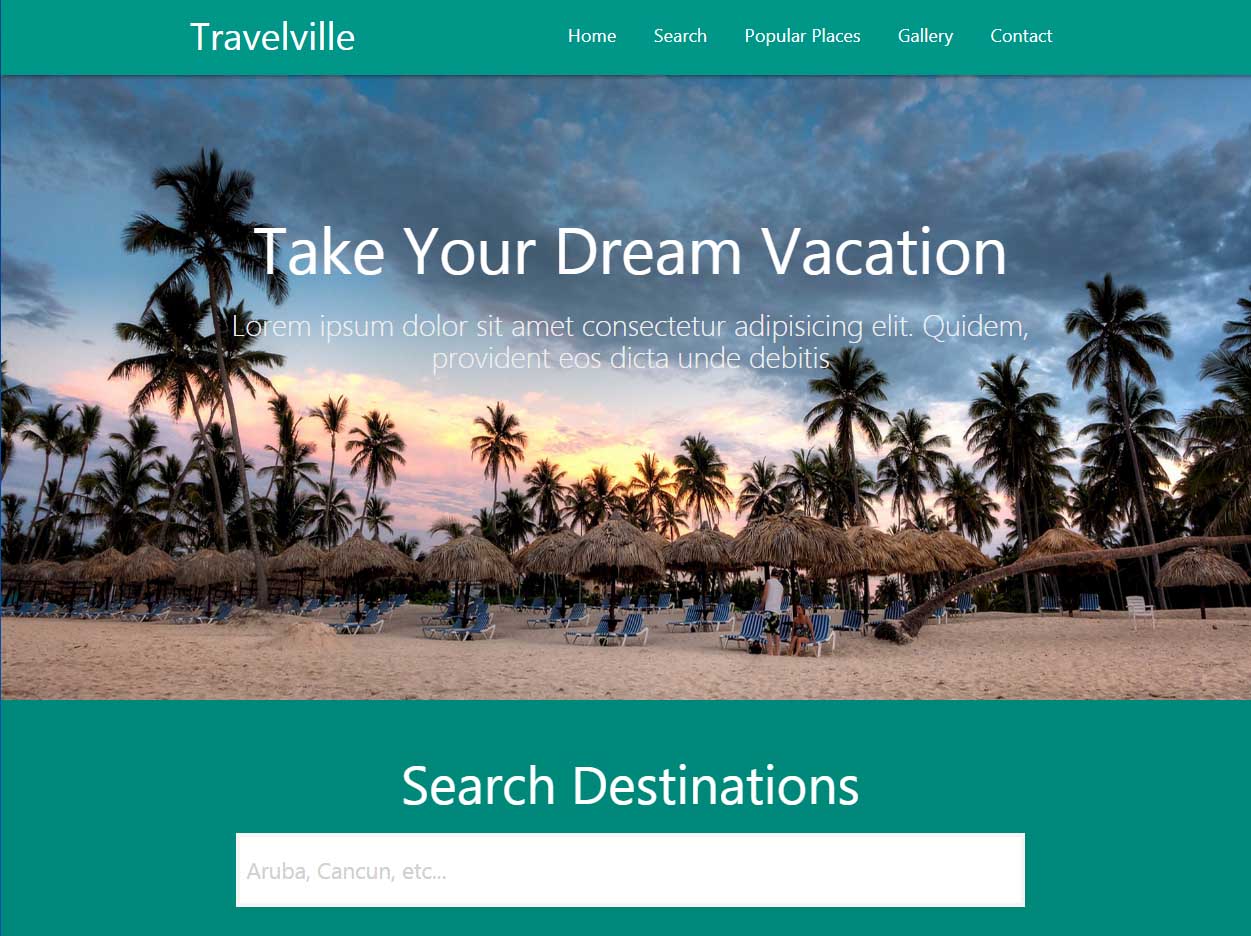 Travelville
Home Search Popular Places Gallery Contact
Take Your Dream Vacation
Lorem ipsum dolor sit amet consectetur adipisicing elit. Quidem,
provident eos dicta unde debitis
Search Destinations
Aruba, Cancun, etc...